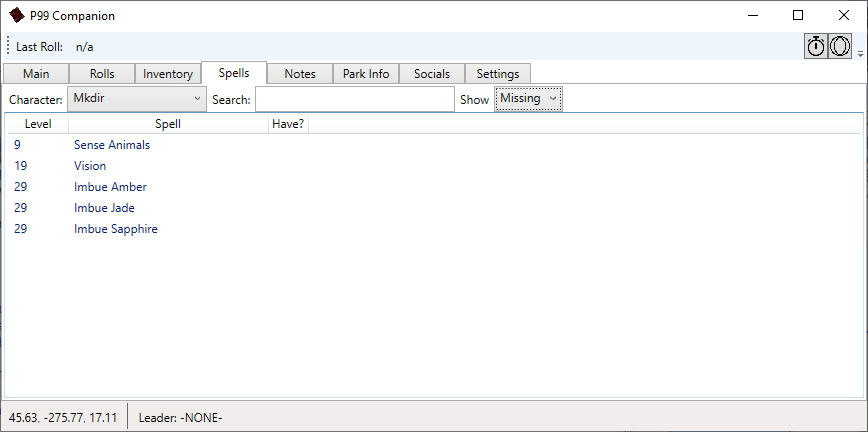 P99 Companion
Last Roll: n/a
Main Rolls Inventory Spells Notes Park Info Socials Settings
Character: Mkdir Search: Show Missing
Level Spell Have?
9 Sense Animals
19 Vision
29 Imbue Amber
29 Imbue Jade
29 Imbue Sapphire
45.63, -275.77, 17.11 Leader: -NONE-